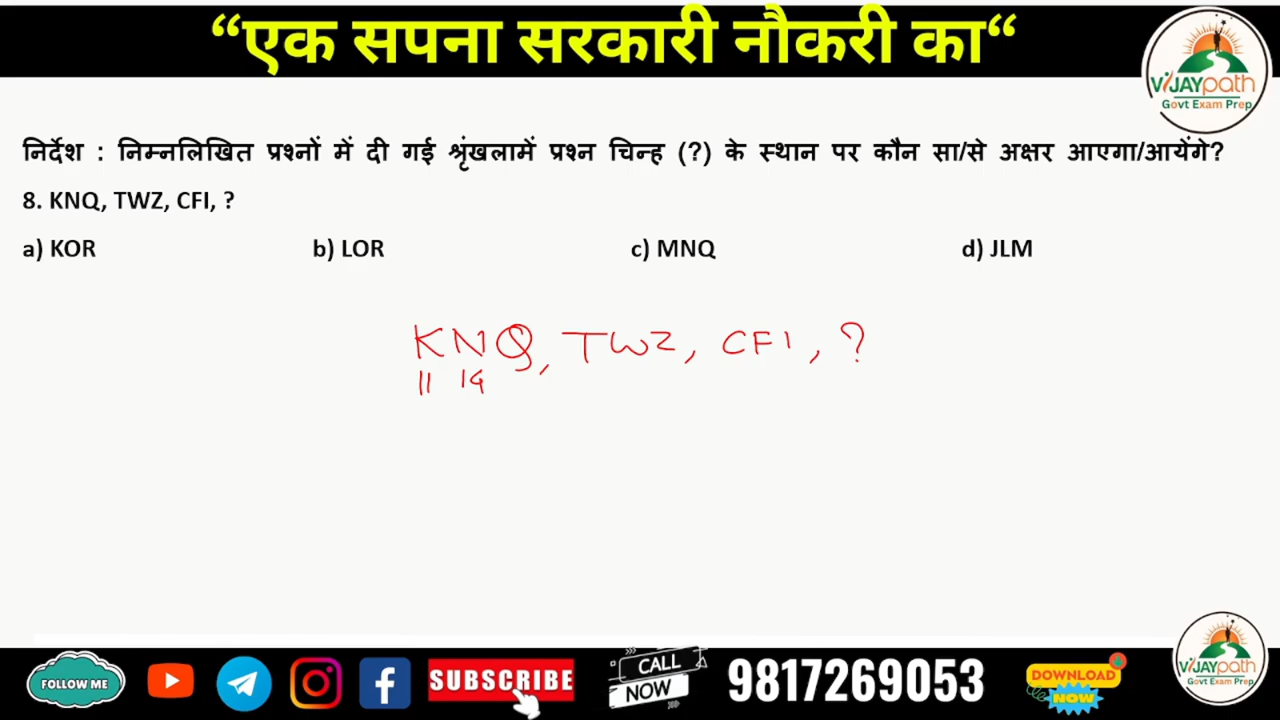 “एक सपना सरकारी नौकरी का“
VIJAYpath
Govt Exam Prep
निर्देश : निम्नलिखित प्रश्नों में दी गई श्रृंखलामें प्रश्न चिन्ह (?) के स्थान पर कौन सा/से अक्षर आएगा/आयेंगे?
8. KNQ, TWZ, CFI, ?
a) KOR b) LOR c) MNQ d) JLM
KNQ, TWZ, CFI, ?
11 14
FOLLOW ME
SUBSCRIBE
CALL
NOW
9817269053
DOWNLOAD
NOW
VIJAYpath
Govt Exam Prep